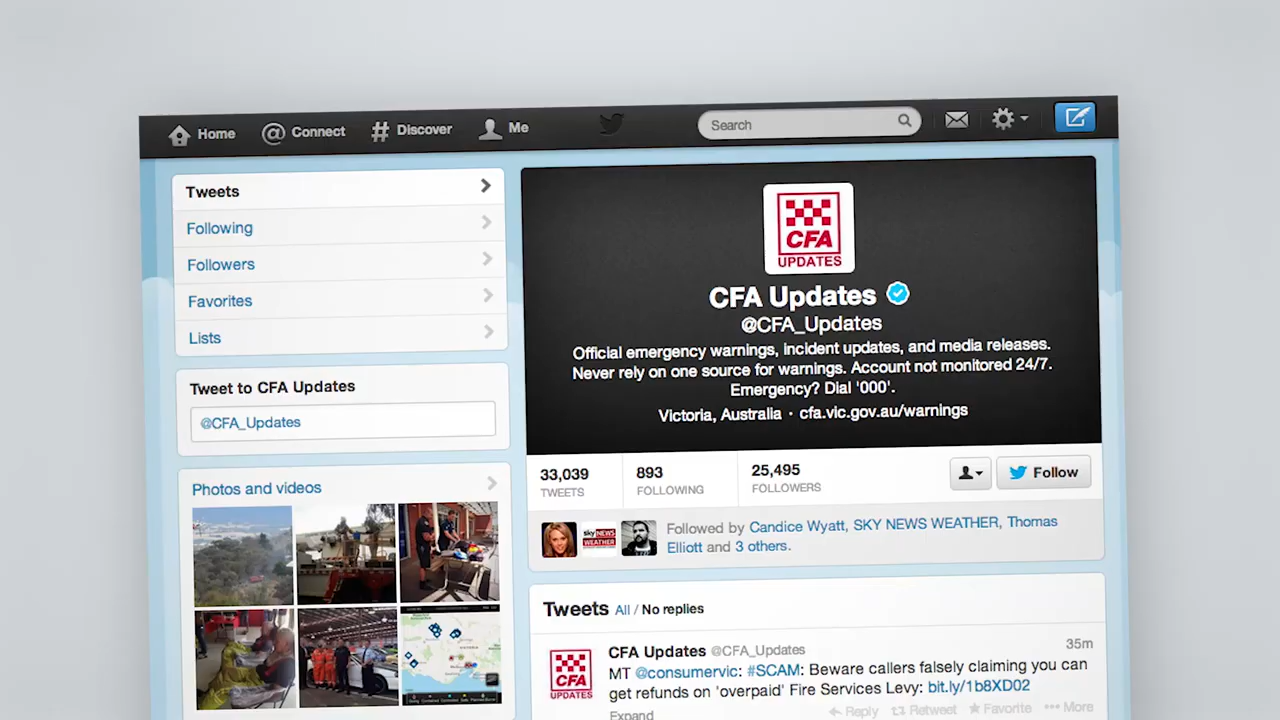 Home
Connect
Discover
Me
Search
Tweets
Following
Followers
Favorites
Lists
Tweet to CFA Updates
@CFA_Updates
Photos and videos
CFA
UPDATES
CFA Updates
@CFA_Updates
Official emergency warnings, incident updates, and media releases.
Never rely on one source for warnings. Account not monitored 24/7.
Emergency? Dial '000'.
Victoria, Australia · cfa.vic.gov.au/warnings
33,039
TWEETS
893
FOLLOWING
25,495
FOLLOWERS
Follow
sky NEWS
WEATHER
Followed by Candice Wyatt, SKY NEWS WEATHER, Thomas
Elliott and 3 others.
Tweets All / No replies
CFA
UPDATES
CFA Updates @CFA_Updates 35m
MT @consumervic: #SCAM: Beware callers falsely claiming you can
get refunds on 'overpaid' Fire Services Levy: bit.ly/1b8XD02
Expand
Reply Retweet Favorite More